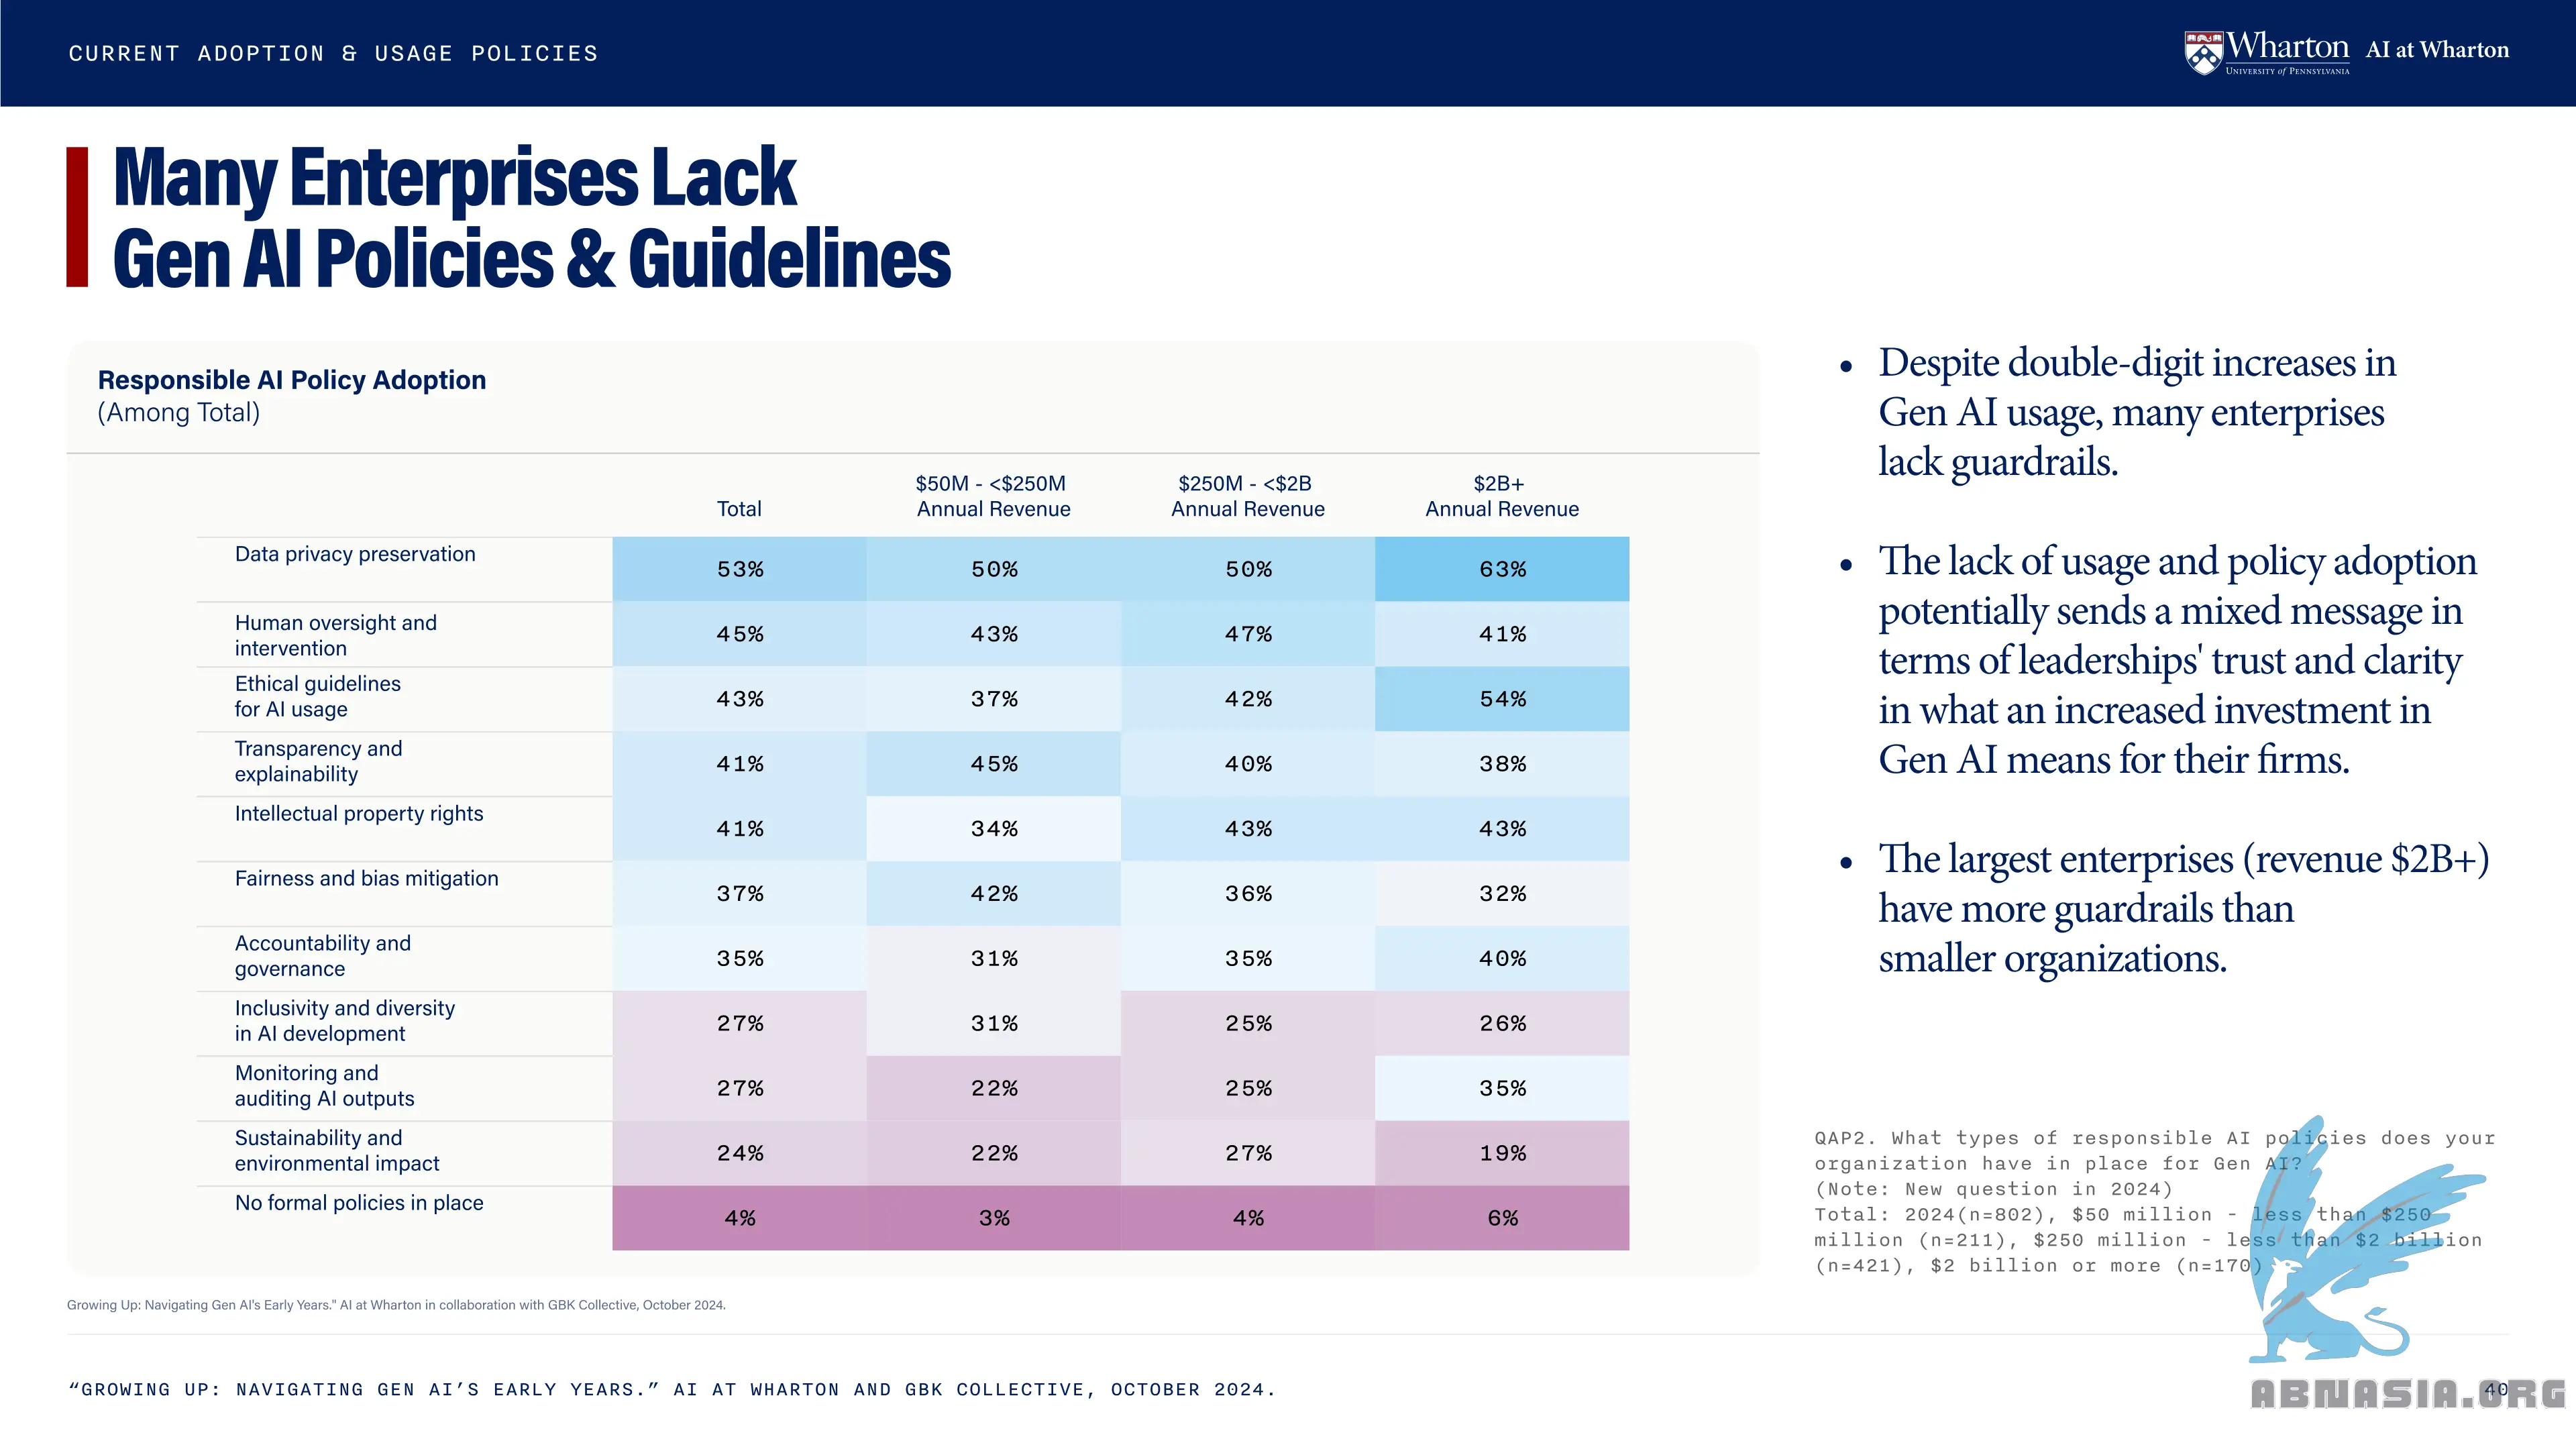 CURRENT ADOPTION & USAGE POLICIES
Wharton
UNIVERSITY of PENNSYLVANIA
AI at Wharton
Many Enterprises Lack
Gen AI Policies & Guidelines
Responsible AI Policy Adoption
(Among Total)
Total
$50M - <$250M
Annual Revenue
$250M - <$2B
Annual Revenue
$2B+
Annual Revenue
Data privacy preservation
53% 50% 50% 63%
Human oversight and
intervention
45% 43% 47% 41%
Ethical guidelines
for AI usage
43% 37% 42% 54%
Transparency and
explainability
41% 45% 40% 38%
Intellectual property rights
41% 34% 43% 43%
Fairness and bias mitigation
37% 42% 36% 32%
Accountability and
governance
35% 31% 35% 40%
Inclusivity and diversity
in AI development
27% 31% 25% 26%
Monitoring and
auditing AI outputs
27% 22% 25% 35%
Sustainability and
environmental impact
24% 22% 27% 19%
No formal policies in place
4% 3% 4% 6%
• Despite double-digit increases in
Gen AI usage, many enterprises
lack guardrails.
• The lack of usage and policy adoption
potentially sends a mixed message in
terms of leaderships' trust and clarity
in what an increased investment in
Gen AI means for their firms.
• The largest enterprises (revenue $2B+)
have more guardrails than
smaller organizations.
QAP2. What types of responsible AI policies does your
organization have in place for Gen AI?
(Note: New question in 2024)
Total: 2024(n=802), $50 million - less than $250
million (n=211), $250 million - less than $2 billion
(n=421), $2 billion or more (n=170)
Growing Up: Navigating Gen AI's Early Years." AI at Wharton in collaboration with GBK Collective, October 2024.
“GROWING UP: NAVIGATING GEN AI’S EARLY YEARS.” AI AT WHARTON AND GBK COLLECTIVE, OCTOBER 2024.
40
ABNASIA.ORG